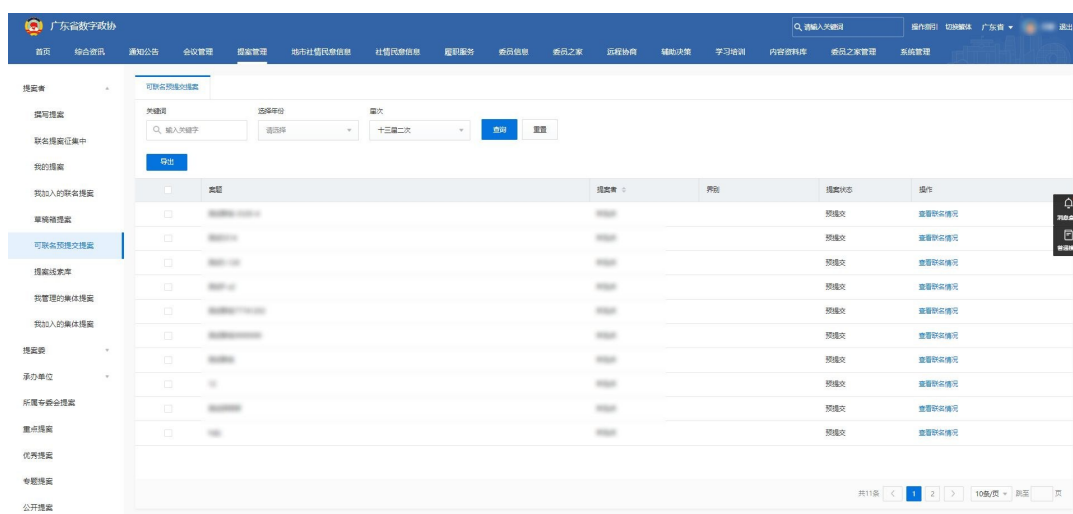 广东省数字政协
请输入关键词
操作指引 切换繁体 广东省 退出
首页 综合资讯 通知公告 会议管理 提案管理 地市社情民意信息 社情民意信息 履职服务 委员信息 委员之家 远程协商 辅助决策 学习培训 内容资料库 委员之家管理 系统管理
提案者
撰写提案
联名提案征集中
我的提案
我加入的联名提案
草稿箱提案
可联名预提交提案
提案线索库
我管理的集体提案
我加入的集体提案
提案委
承办单位
所属专委会提案
重点提案
优秀提案
专题提案
公开提案
可联名预提交提案
关键词 选择年份 届次
输入关键字 请选择 十三届二次 查询 重置
导出
案题 提案者 界别 提案状态 操作
预提交 查看联名情况
预提交 查看联名情况
预提交 查看联名情况
预提交 查看联名情况
预提交 查看联名情况
预提交 查看联名情况
预提交 查看联名情况
预提交 查看联名情况
预提交 查看联名情况
预提交 查看联名情况
共11条 1 2 10条/页 跳至 页